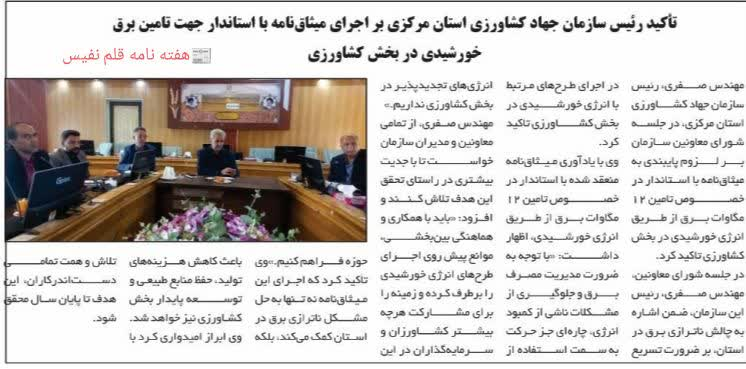 تأکید رئیس سازمان جهاد کشاورزی استان مرکزی بر اجرای میثاق‌نامه با استاندار جهت تامین برق
خورشیدی در بخش کشاورزی
هفته نامه قلم نفیس
مهندس صفری، رئیس
سازمان جهاد کشاورزی
استان مرکزی، در جلسه
شورای معاونین سازمان
بر لزوم پایبندی به
میثاق‌نامه با استاندار در
خصوص تامین ۱۲
مگاوات برق از طریق
انرژی خورشیدی در بخش
کشاورزی تاکید کرد.
در جلسه شورای معاونین،
مهندس صفری، رئیس
این سازمان، ضمن اشاره
به چالش ناترازی برق در
استان، بر ضرورت تسریع
در اجرای طرح‌های مرتبط
با انرژی خورشیدی در
بخش کشاورزی تاکید
کرد.
وی با یادآوری میثاق‌نامه
منعقد شده با استاندار در
خصوص تامین ۱۲
مگاوات برق از طریق
انرژی خورشیدی، اظهار
داشت: «با توجه به
ضرورت مدیریت مصرف
برق و جلوگیری از
مشکلات ناشی از کمبود
انرژی، چاره‌ای جز حرکت
به سمت استفاده از
انرژی‌های تجدیدپذیر در
بخش کشاورزی نداریم.»
مهندس صفری، از تمامی
معاونین و مدیران سازمان
خواست تا با جدیت
بیشتری در راستای تحقق
این هدف تلاش کنند و
افزود: «باید با همکاری و
هماهنگی بین‌بخشی،
موانع پیش روی اجرای
طرح‌های انرژی خورشیدی
را برطرف کرده و زمینه را
برای مشارکت هرچه
بیشتر کشاورزان و
سرمایه‌گذاران در این
حوزه فراهم کنیم.»وی
تاکید کرد که اجرای این
میثاق‌نامه نه تنها به حل
مشکل ناترازی برق در
استان کمک می‌کند، بلکه
باعث کاهش هزینه‌های
تولید، حفظ منابع طبیعی و
توسعه پایدار بخش
کشاورزی نیز خواهد شد.
وی ابراز امیدواری کرد با
تلاش و همت تمامی
دست‌اندرکاران، این
هدف تا پایان سال محقق
شود.